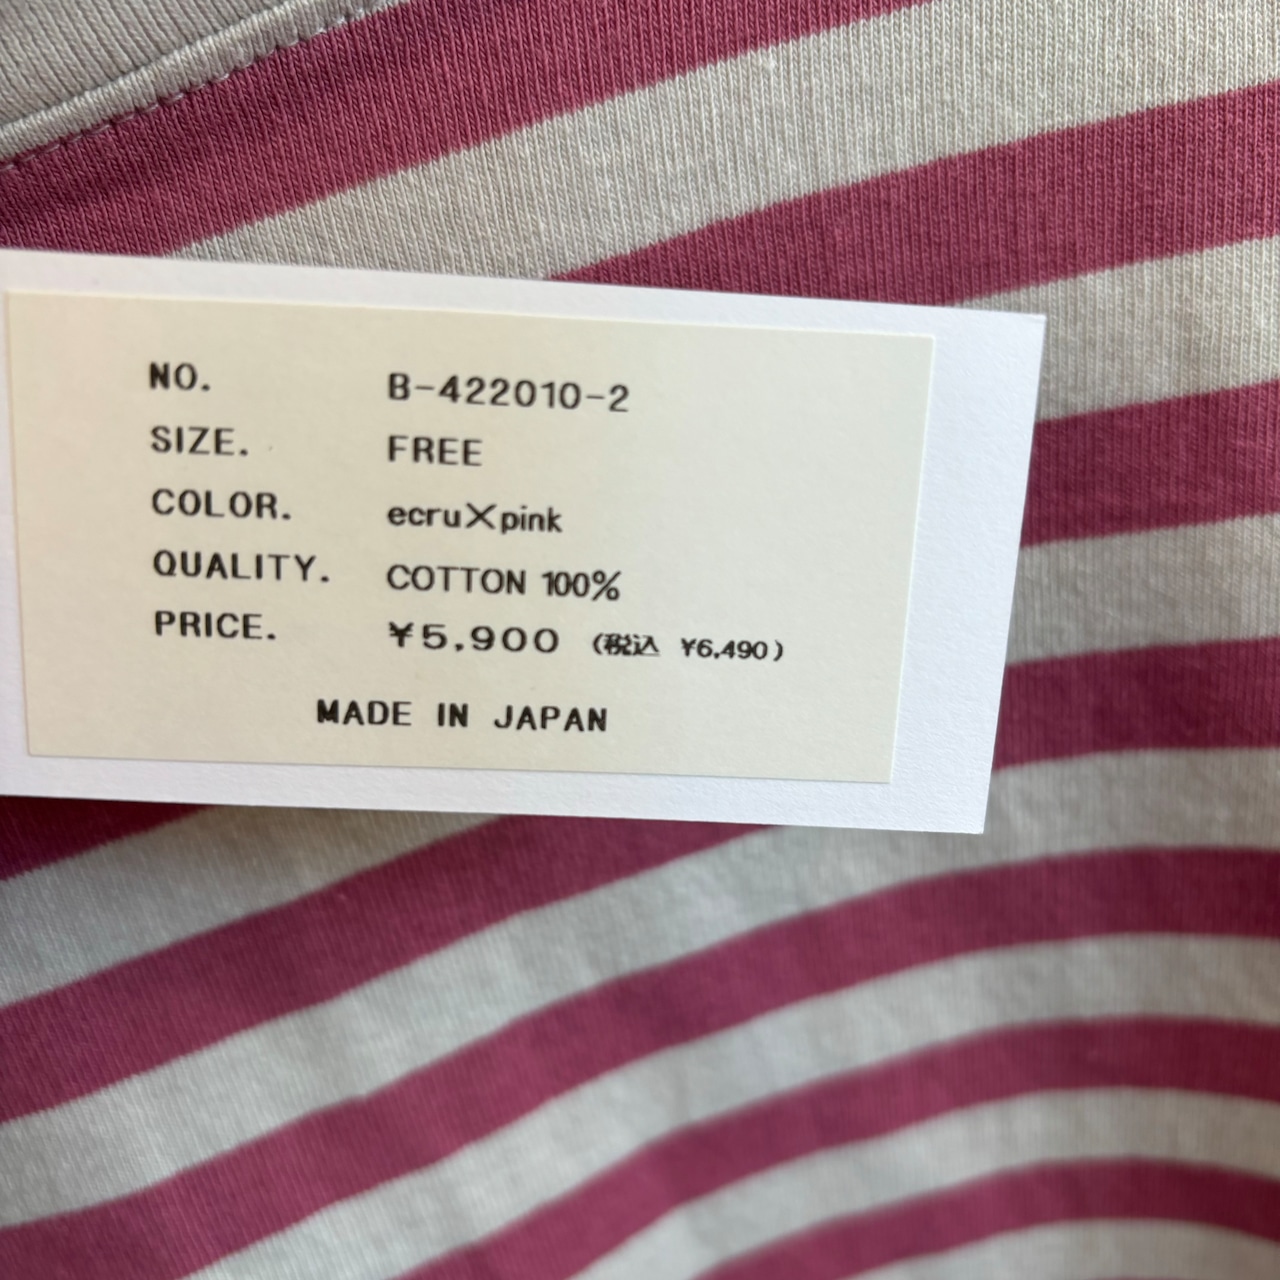 NO. B-422010-2
SIZE. FREE
COLOR. ecru×pink
QUALITY. COTTON 100%
PRICE. ¥5,900 (税込 ¥6,490)
MADE IN JAPAN